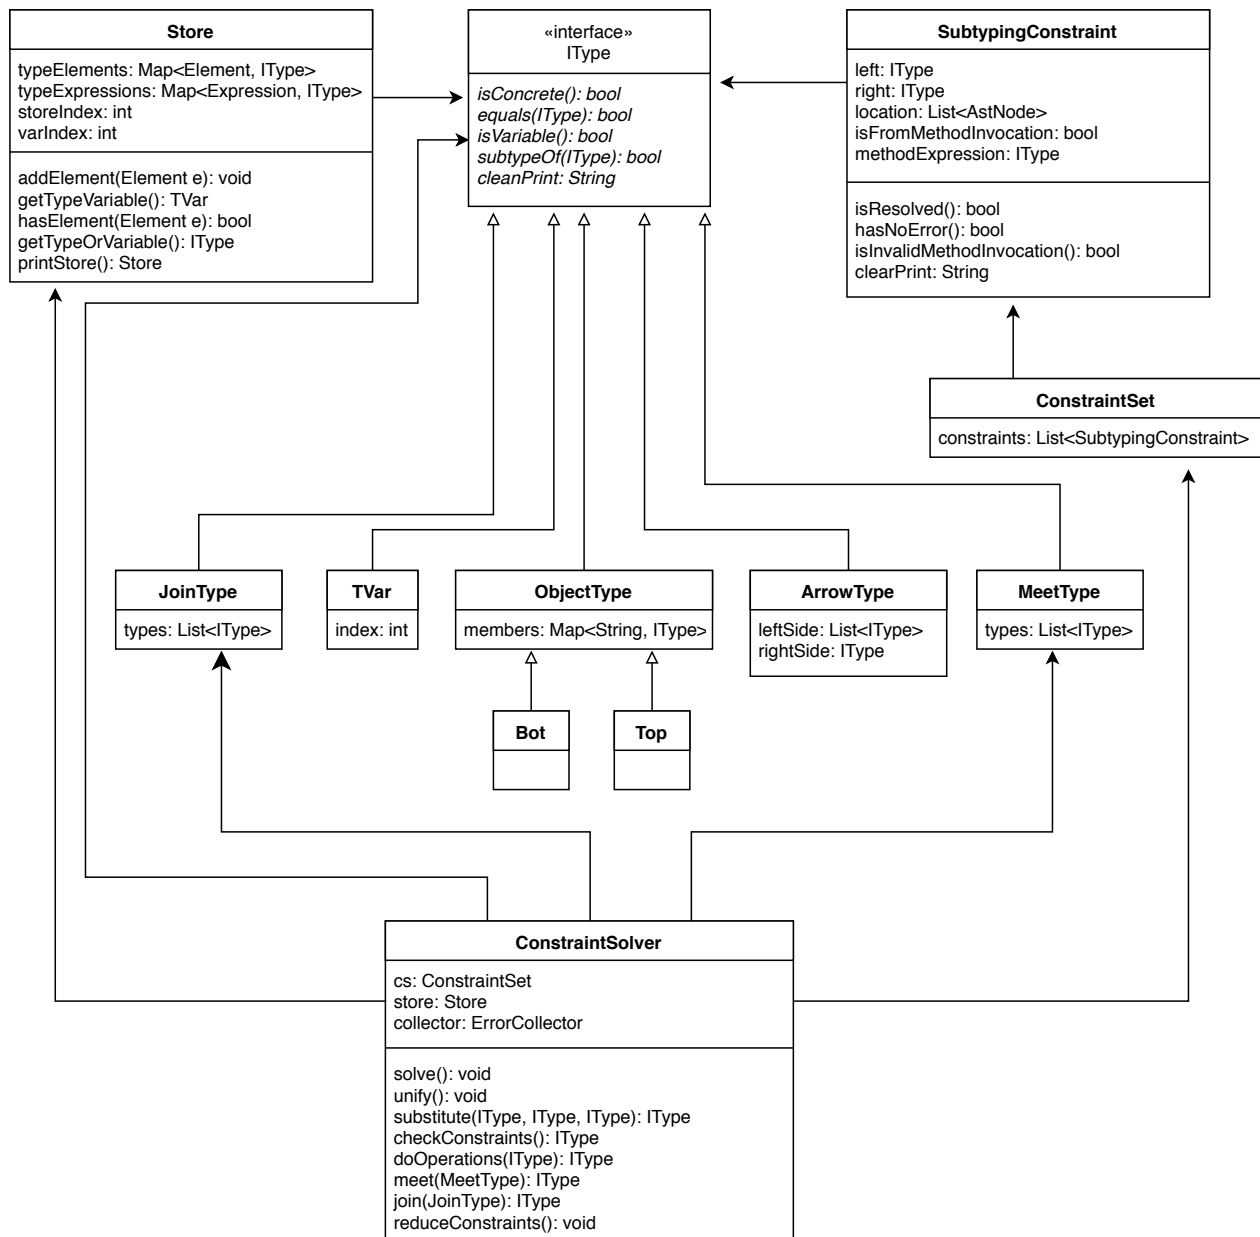 Store
typeElements: Map<Element, IType>
typeExpressions: Map<Expression, IType>
storeIndex: int
varIndex: int
addElement(Element e): void
getTypeVariable(): TVar
hasElement(Element e): bool
getTypeOrVariable(): IType
printStore(): Store
«interface»
IType
isConcrete(): bool
equals(IType): bool
isVariable(): bool
subtypeOf(IType): bool
cleanPrint: String
SubtypingConstraint
left: IType
right: IType
location: List<AstNode>
isFromMethodInvocation: bool
methodExpression: IType
isResolved(): bool
hasNoError(): bool
isInvalidMethodInvocation(): bool
clearPrint: String
ConstraintSet
constraints: List<SubtypingConstraint>
JoinType
types: List<IType>
TVar
index: int
ObjectType
members: Map<String, IType>
ArrowType
leftSide: List<IType>
rightSide: IType
MeetType
types: List<IType>
Bot
Top
ConstraintSolver
cs: ConstraintSet
store: Store
collector: ErrorCollector
solve(): void
unify(): void
substitute(IType, IType, IType): IType
checkConstraints(): IType
doOperations(IType): IType
meet(MeetType): IType
join(JoinType): IType
reduceConstraints(): void